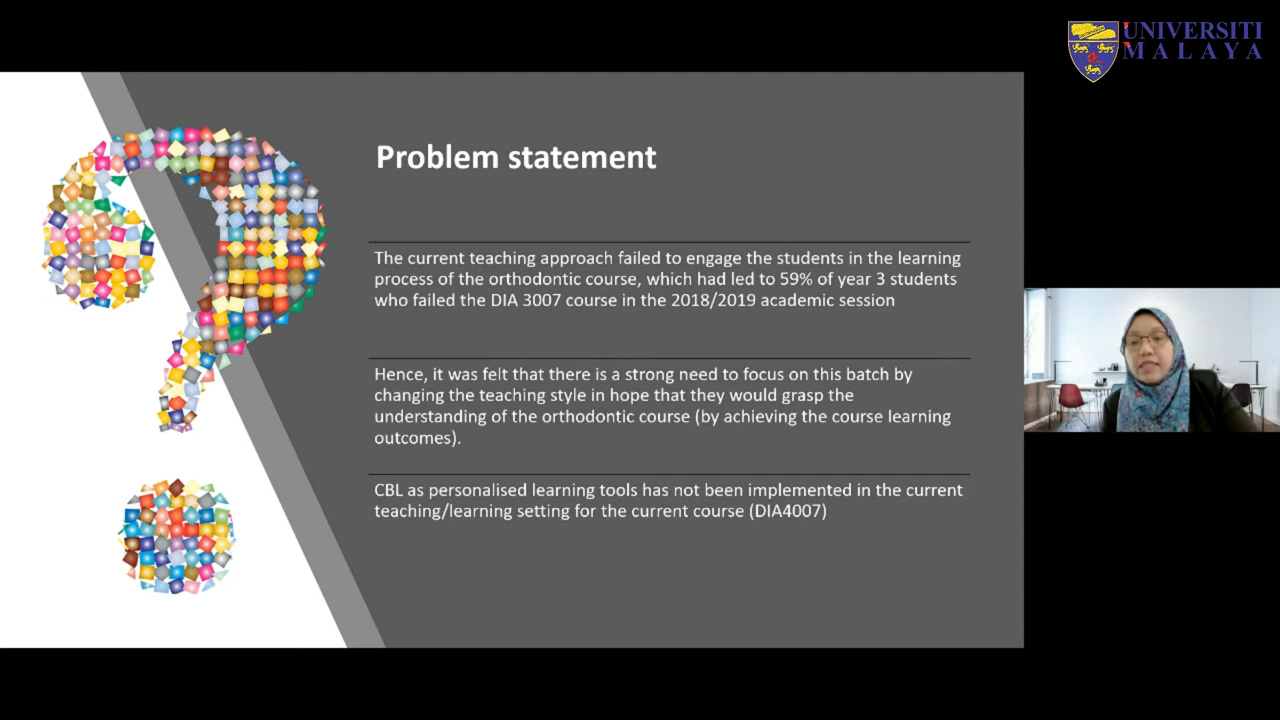 UNIVERSITI
MALAYA
Problem statement
The current teaching approach failed to engage the students in the learning
process of the orthodontic course, which had led to 59% of year 3 students
who failed the DIA 3007 course in the 2018/2019 academic session
Hence, it was felt that there is a strong need to focus on this batch by
changing the teaching style in hope that they would grasp the
understanding of the orthodontic course (by achieving the course learning
outcomes).
CBL as personalised learning tools has not been implemented in the current
teaching/learning setting for the current course (DIA4007)